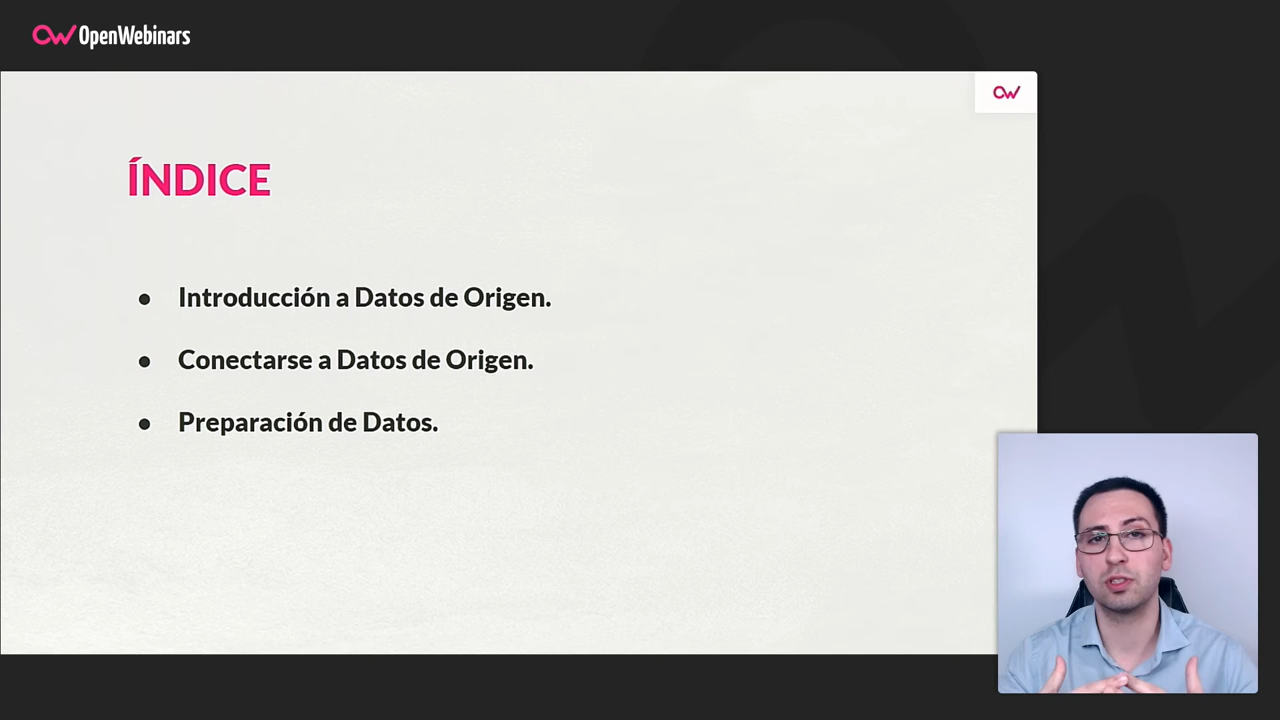 OpenWebinars
ÍNDICE
● Introducción a Datos de Origen.
● Conectarse a Datos de Origen.
● Preparación de Datos.